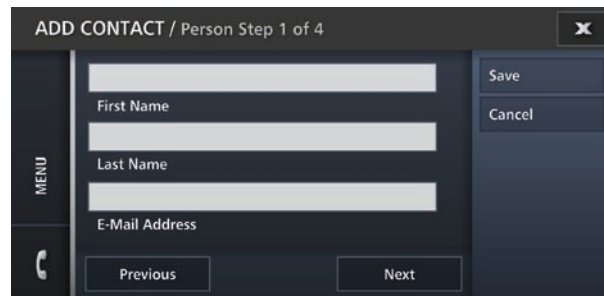 ADD CONTACT / Person Step 1 of 4
Save
First Name
Cancel
Last Name
MENU
E-Mail Address
Previous
Next